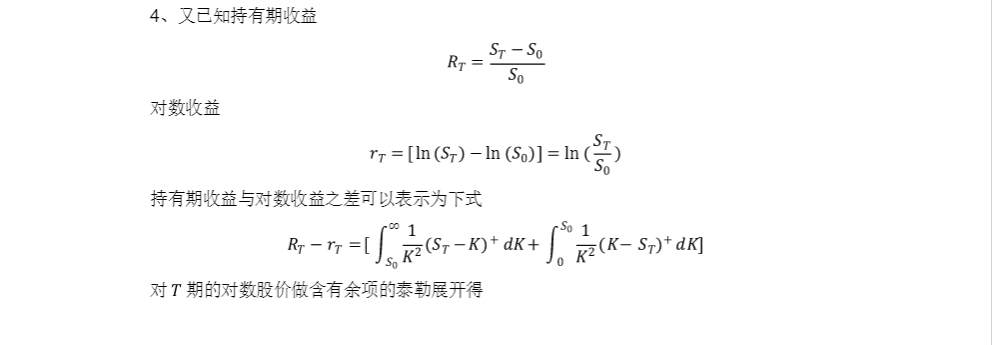 4、又已知持有期收益
R_T = \frac{S_T − S_0}{S_0}
对数收益
r_T = [ln (S_T) − ln (S_0)] = ln (\frac{S_T}{S_0})
持有期收益与对数收益之差可以表示为下式
R_T − r_T = [\int_{S_0}^{∞} \frac{1}{K^2}(S_T − K)^+ dK + \int_{0}^{S_0} \frac{1}{K^2}(K − S_T)^+ dK]
对 T 期的对数股价做含有余项的泰勒展开得